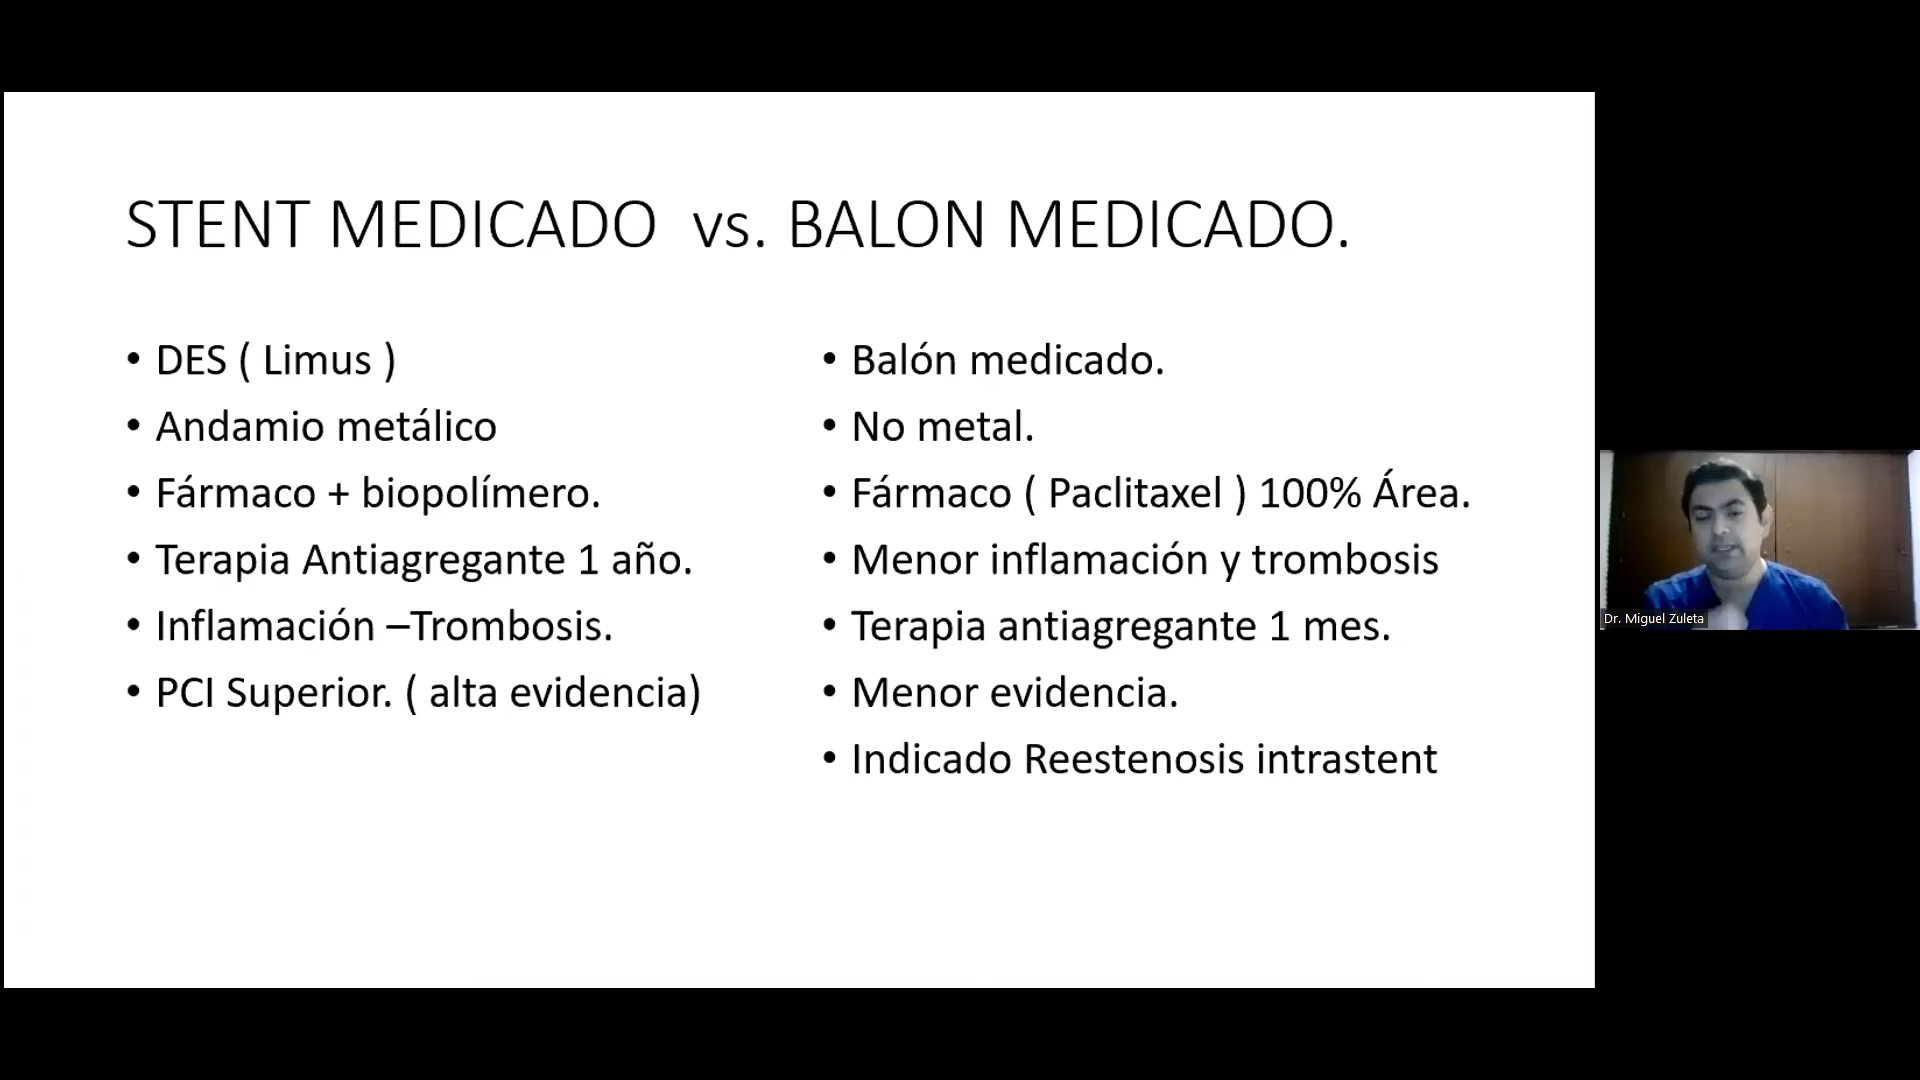 STENT MEDICADO vs. BALON MEDICADO.
• DES ( Limus )
• Andamio metálico
• Fármaco + biopolímero.
• Terapia Antiagregante 1 año.
• Inflamación –Trombosis.
• PCI Superior. ( alta evidencia)
• Balón medicado.
• No metal.
• Fármaco ( Paclitaxel ) 100% Área.
• Menor inflamación y trombosis
• Terapia antiagregante 1 mes.
• Menor evidencia.
• Indicado Reestenosis intrastent
Dr. Miguel Zuleta